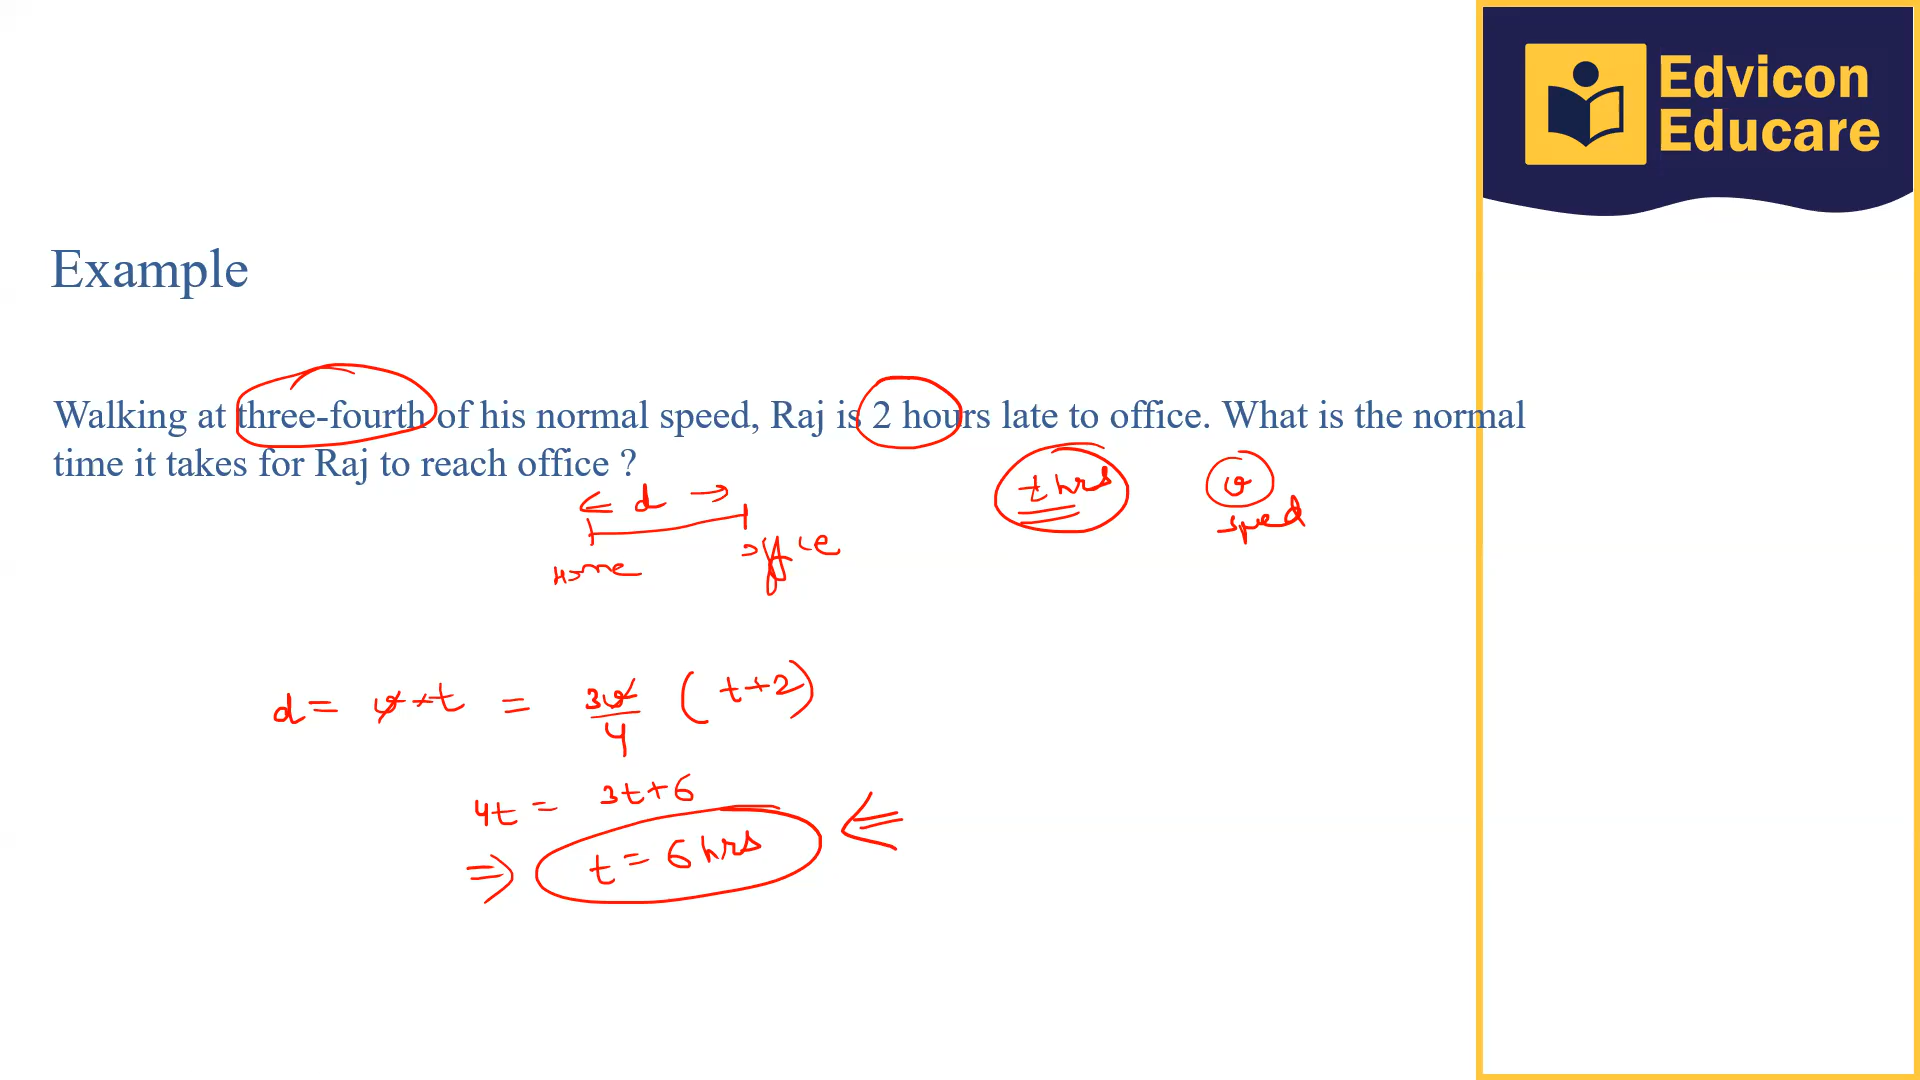 Edvicon
Educare
Example
Walking at three-fourth of his normal speed, Raj is 2 hours late to office. What is the normal
time it takes for Raj to reach office ?
d
t hrs
v
speed
Home
office
d = v × t = 3v/4 (t+2)
4t = 3t+6
⇒ t = 6 hrs ⇐